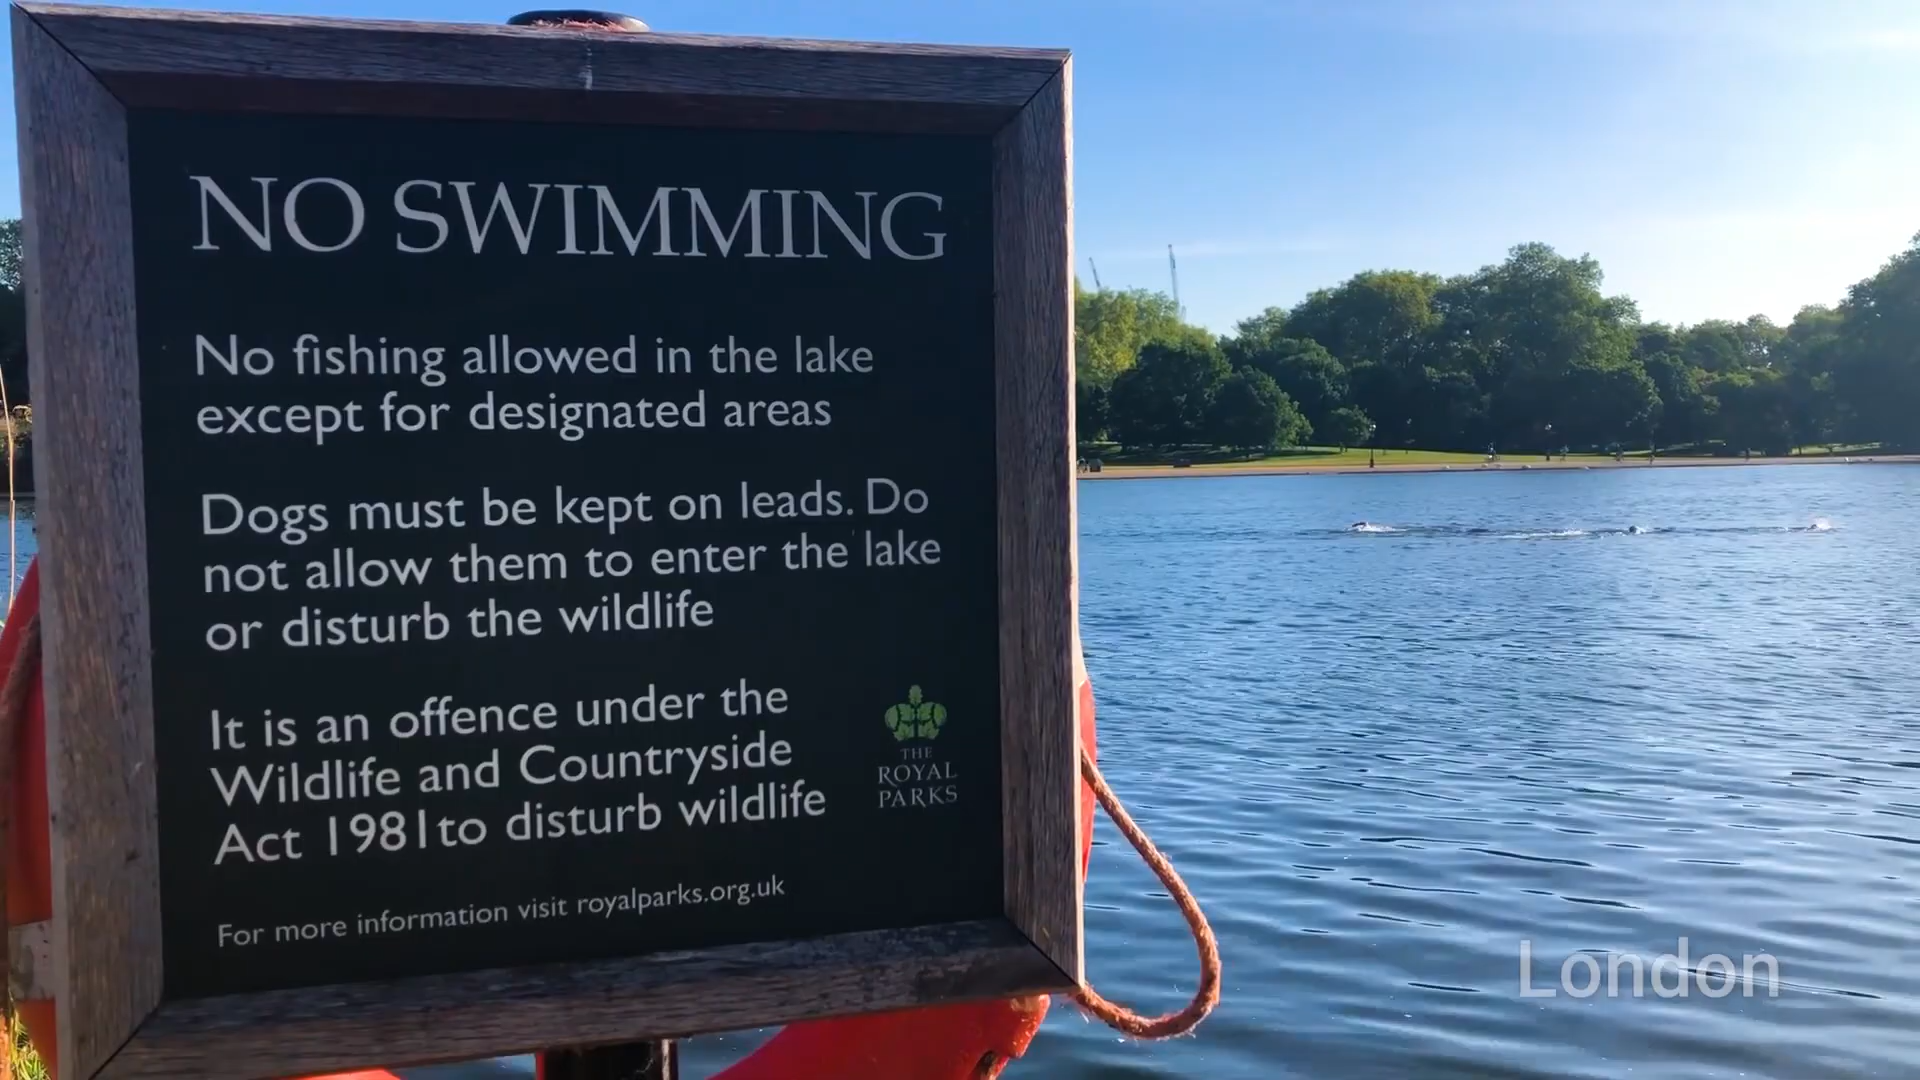 NO SWIMMING
No fishing allowed in the lake
except for designated areas
Dogs must be kept on leads. Do
not allow them to enter the lake
or disturb the wildlife
It is an offence under the
Wildlife and Countryside
Act 1981to disturb wildlife
THE
ROYAL
PARKS
For more information visit royalparks.org.uk
London